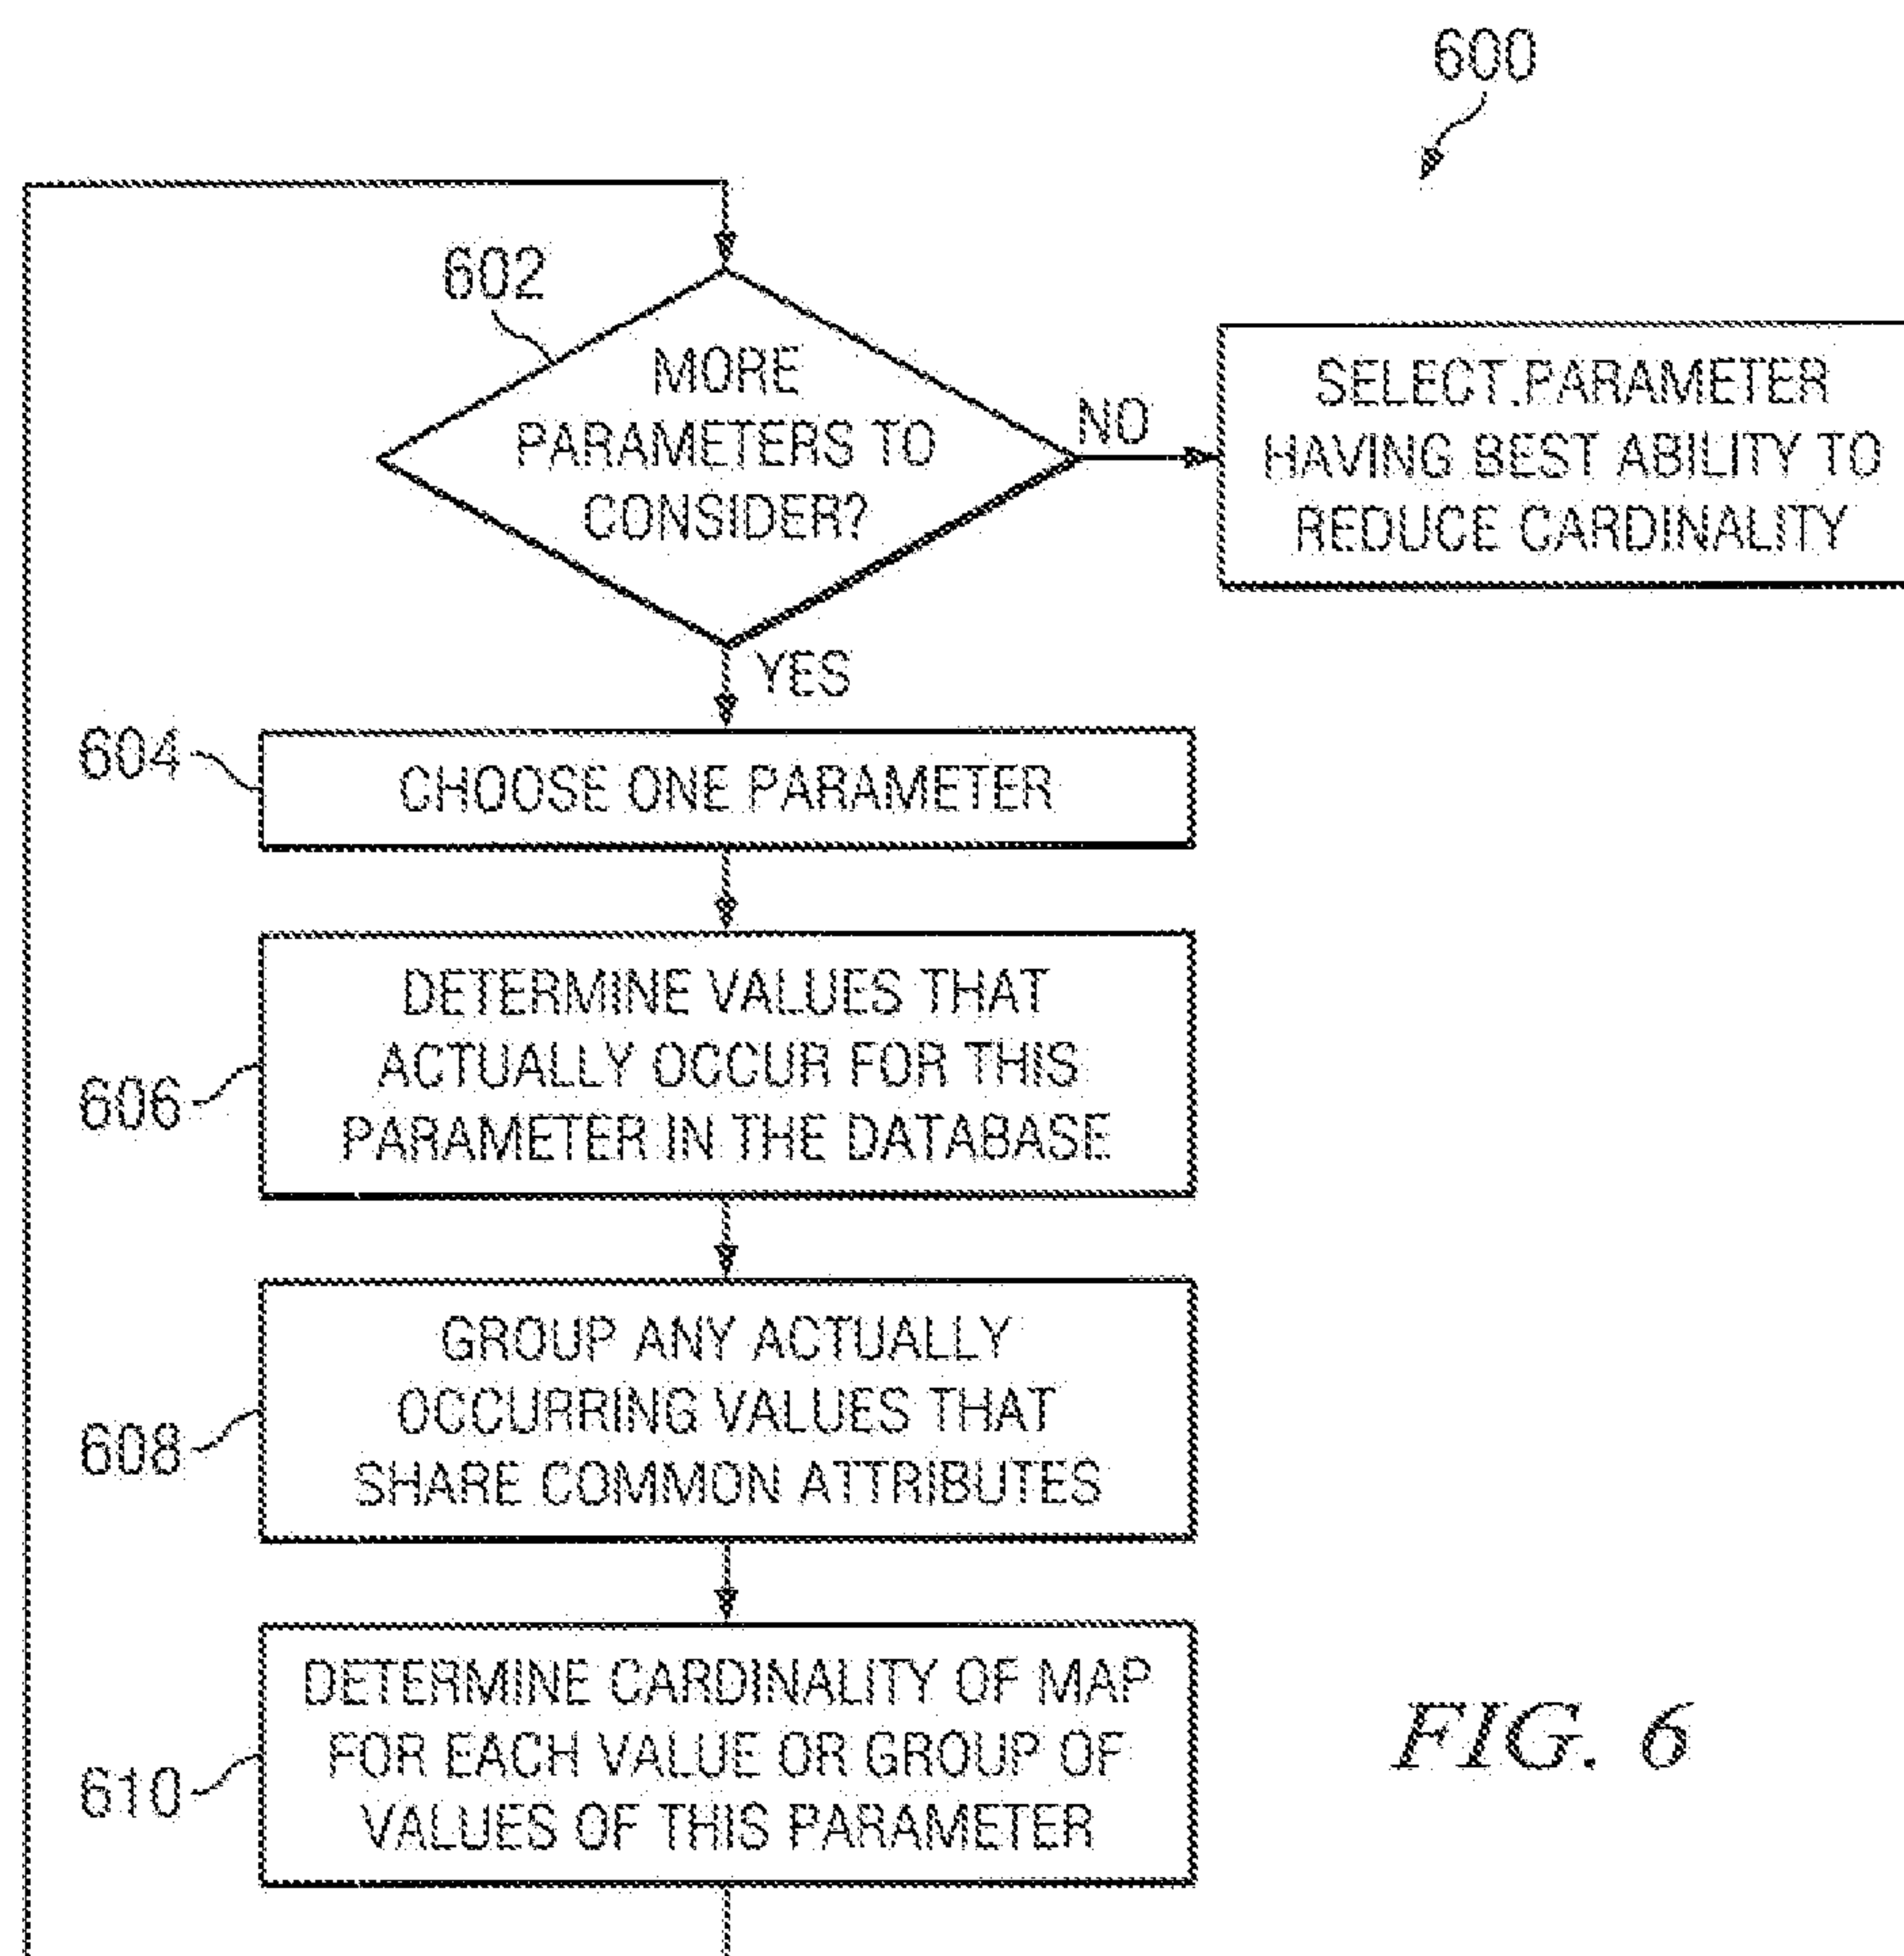 600
602
MORE
PARAMETERS TO
CONSIDER?
NO
SELECT PARAMETER
HAVING BEST ABILITY TO
REDUCE CARDINALITY
YES
604
CHOOSE ONE PARAMETER
606
DETERMINE VALUES THAT
ACTUALLY OCCUR FOR THIS
PARAMETER IN THE DATABASE
608
GROUP ANY ACTUALLY
OCCURRING VALUES THAT
SHARE COMMON ATTRIBUTES
610
DETERMINE CARDINALITY OF MAP
FOR EACH VALUE OR GROUP OF
VALUES OF THIS PARAMETER
FIG. 6